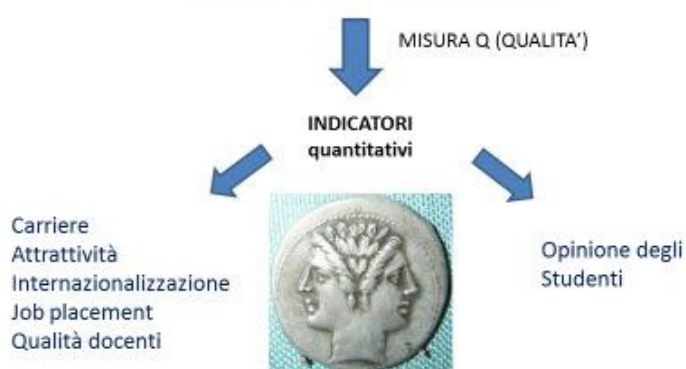 MISURA Q (QUALITA')
INDICATORI
quantitativi
Carriere
Attrattività
Internazionalizzazione
Job placement
Qualità docenti
Opinione degli
Studenti